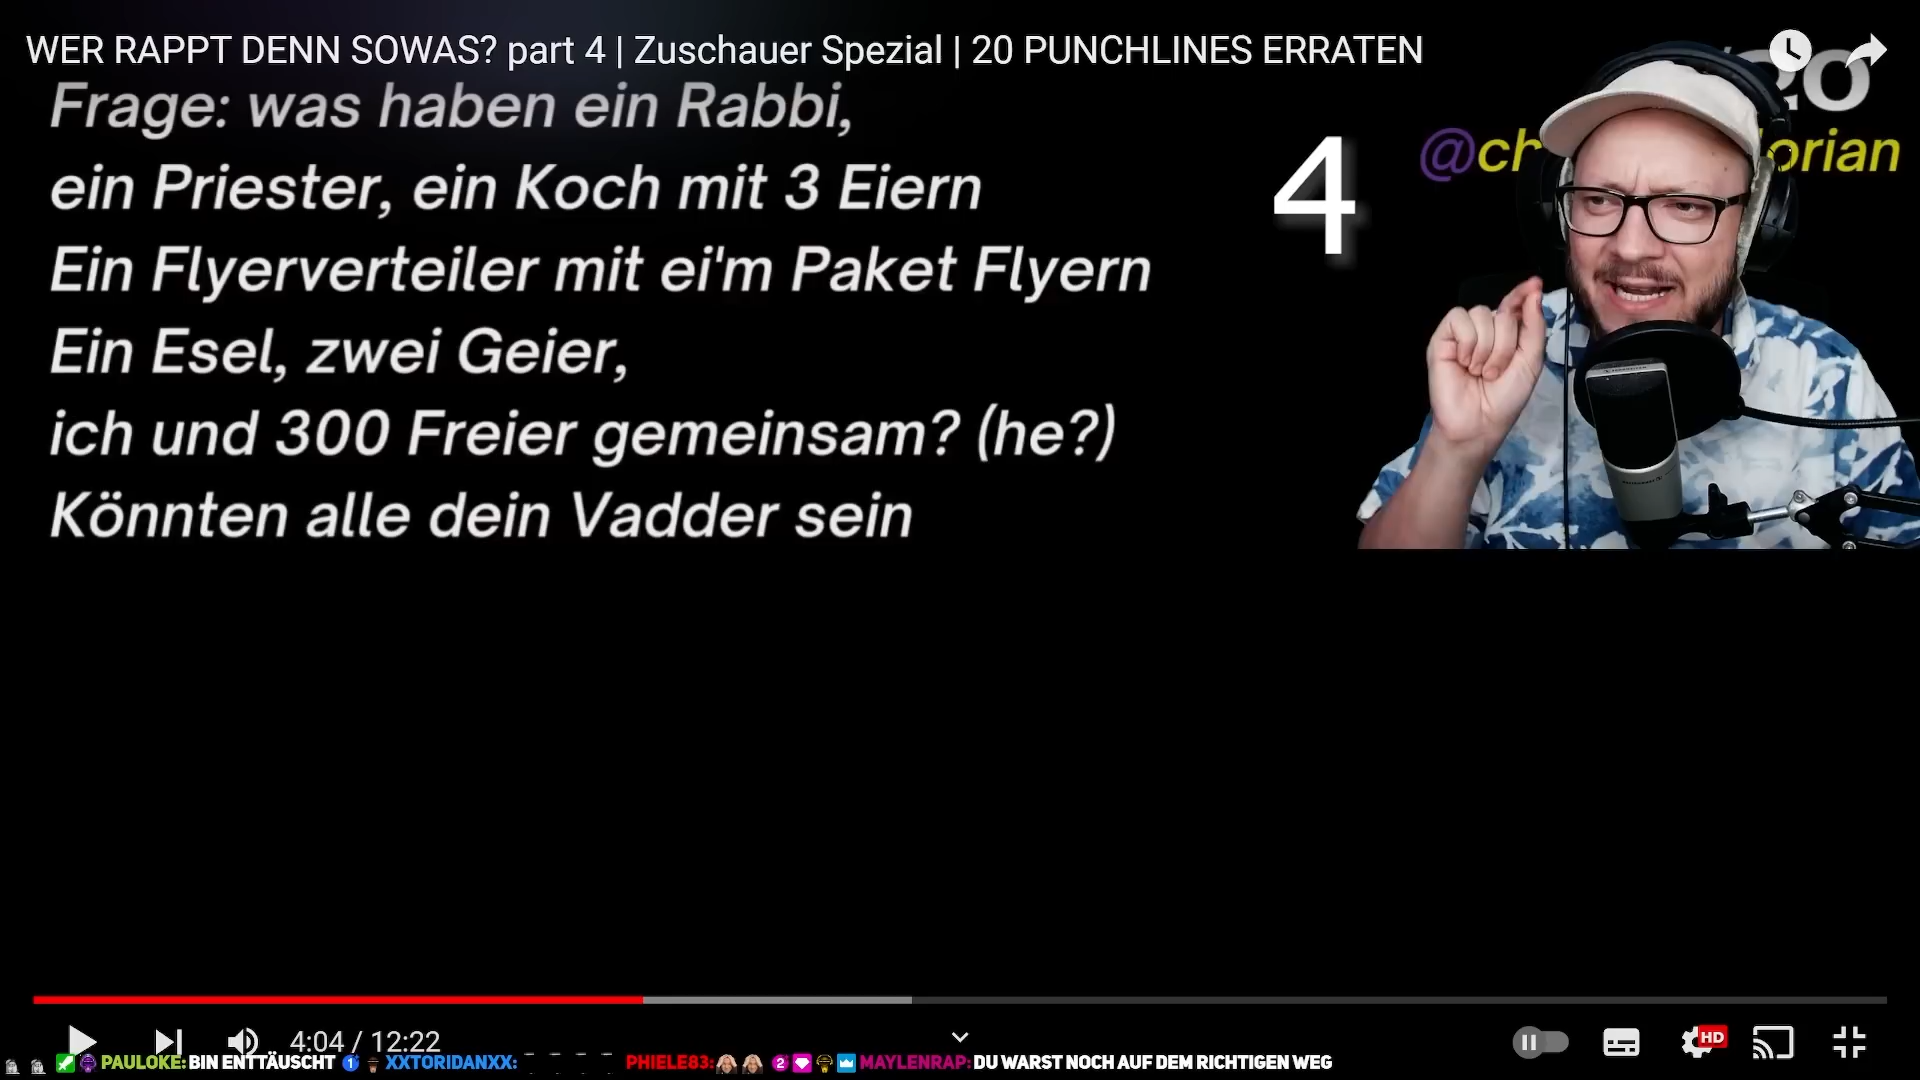 WER RAPPT DENN SOWAS? part 4 | Zuschauer Spezial | 20 PUNCHLINES ERRATEN
20
Frage: was haben ein Rabbi,
4
ein Priester, ein Koch mit 3 Eiern
Ein Flyerverteiler mit ei'm Paket Flyern
Ein Esel, zwei Geier,
ich und 300 Freier gemeinsam? (he?)
Könnten alle dein Vadder sein
4:04 / 12:22
HD
PAULOKE: BIN ENTTÄUSCHT 1 XXTORIDANXX: PHIELE83: 2 MAYLENRAP: DU WARST NOCH AUF DEM RICHTIGEN WEG